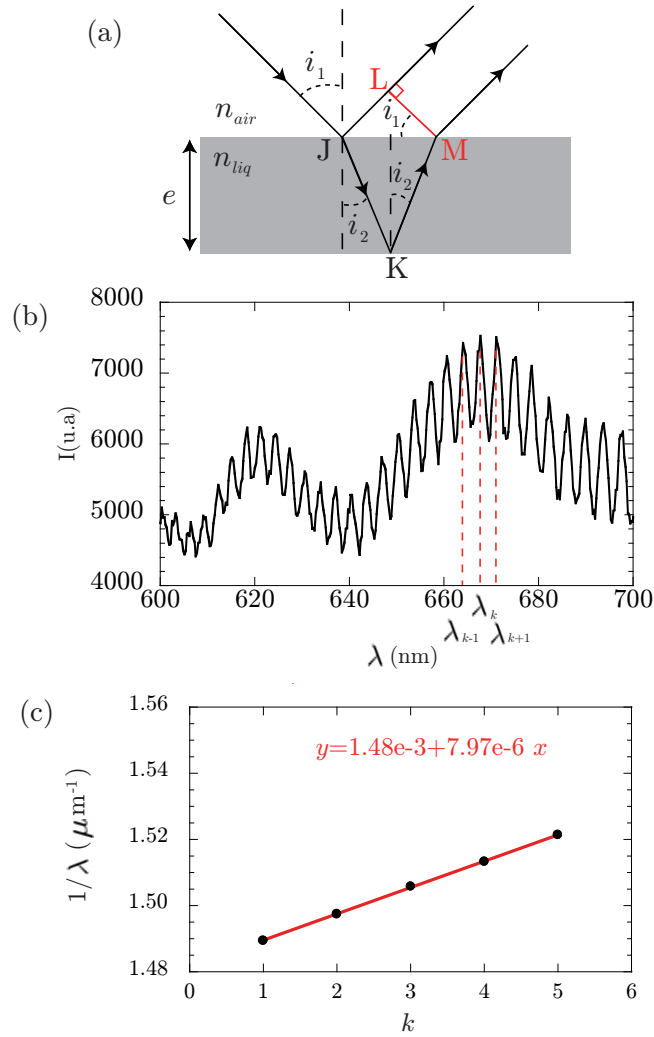 (a)
i₁
L
n_air
i₁
J
M
n_liq
e
i₂
i₂
K
(b)
8000
7000
6000
5000
4000
I(u.a)
600 620 640 660 680 700
λₖ
λₖ₋₁ λₖ₊₁
λ (nm)
(c)
1.56
1.54
1.52
1.50
1.48
y=1.48e-3+7.97e-6 x
1/λ (μm⁻¹)
0 1 2 3 4 5 6
k